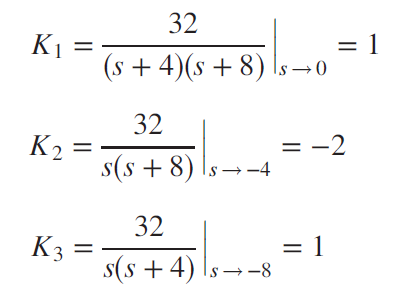 K₁ = 32 / (s + 4)(s + 8) |s→0 = 1
K₂ = 32 / s(s + 8) |s→−4 = −2
K₃ = 32 / s(s + 4) |s→−8 = 1